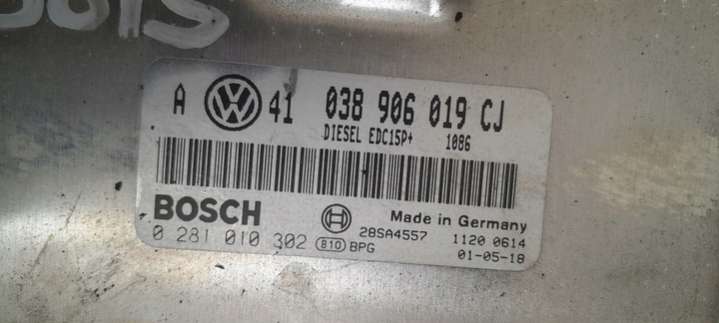 A 41 038 906 019 CJ
DIESEL EDC15P+ 1086
BOSCH
Made in Germany
0 281 010 302 B10 BPG 28SA4557 1120 0614
01-05-18